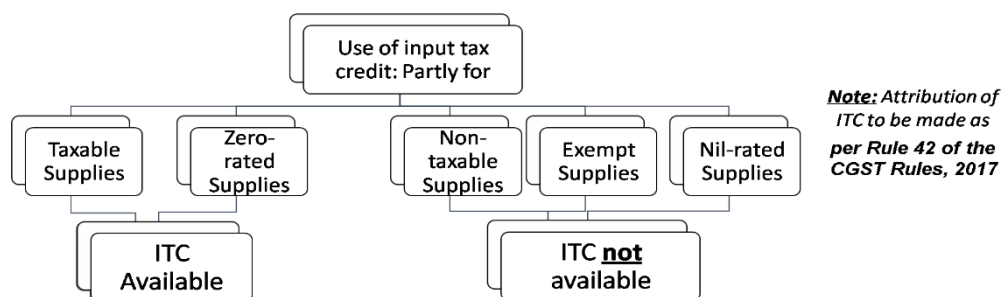 Use of input tax
credit: Partly for
Taxable
Supplies
Zero-
rated
Supplies
Non-
taxable
Supplies
Exempt
Supplies
Nil-rated
Supplies
Note: Attribution of
ITC to be made as
per Rule 42 of the
CGST Rules, 2017
ITC
Available
ITC not
available